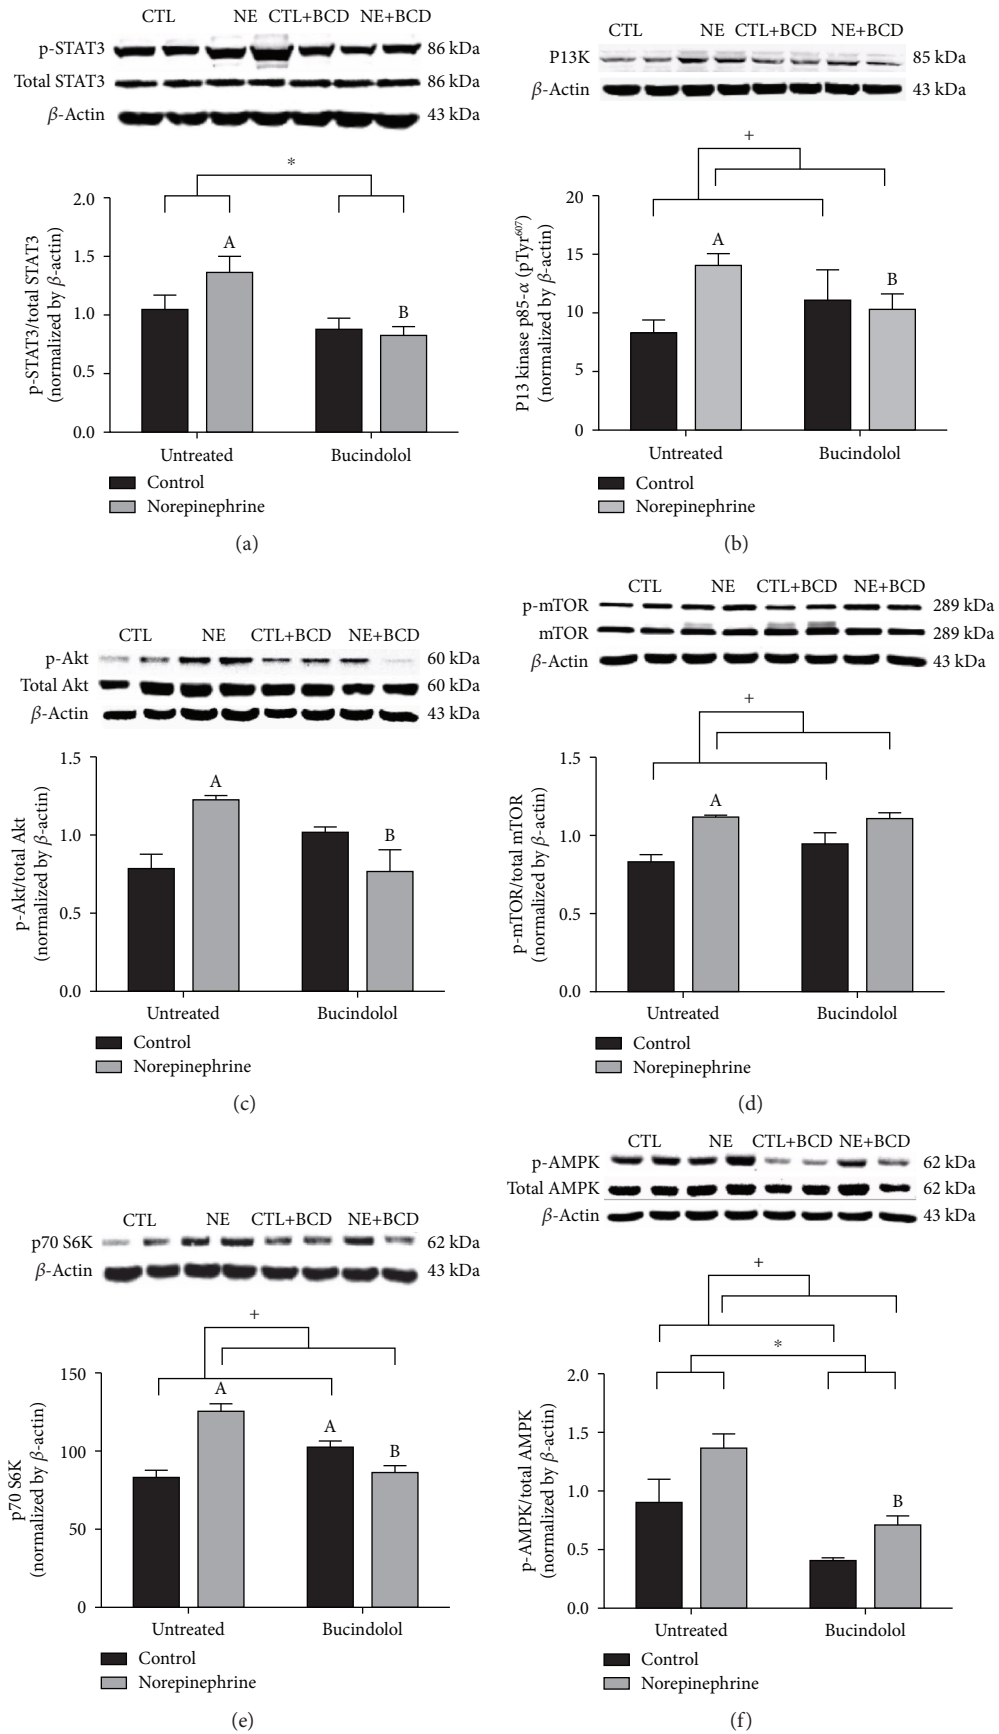 CTL NE CTL+BCD NE+BCD
p-STAT3 86 kDa
Total STAT3 86 kDa
β-Actin 43 kDa
*
2.0
1.5
1.0
0.5
0.0
p-STAT3/total STAT3
(normalized by β-actin)
A
B
Untreated Bucindolol
Control
Norepinephrine
(a)
CTL NE CTL+BCD NE+BCD
P13K 85 kDa
β-Actin 43 kDa
+
20
15
10
5
0
P13 kinase p85-α (pTyr⁶⁰⁷)
(normalized by β-actin)
A
B
Untreated Bucindolol
Control
Norepinephrine
(b)
CTL NE CTL+BCD NE+BCD
p-Akt 60 kDa
Total Akt 60 kDa
β-Actin 43 kDa
1.5
1.0
0.5
0.0
p-Akt/total Akt
(normalized by β-actin)
A
B
Untreated Bucindolol
Control
Norepinephrine
(c)
CTL NE CTL+BCD NE+BCD
p-mTOR 289 kDa
mTOR 289 kDa
β-Actin 43 kDa
+
1.5
1.0
0.5
0.0
p-mTOR/total mTOR
(normalized by β-actin)
A
Untreated Bucindolol
Control
Norepinephrine
(d)
CTL NE CTL+BCD NE+BCD
p70 S6K 62 kDa
β-Actin 43 kDa
+
150
100
50
0
p70 S6K
(normalized by β-actin)
A
A
B
Untreated Bucindolol
Control
Norepinephrine
(e)
CTL NE CTL+BCD NE+BCD
p-AMPK 62 kDa
Total AMPK 62 kDa
β-Actin 43 kDa
+
*
2.0
1.5
1.0
0.5
0.0
p-AMPK/total AMPK
(normalized by β-actin)
B
Untreated Bucindolol
Control
Norepinephrine
(f)